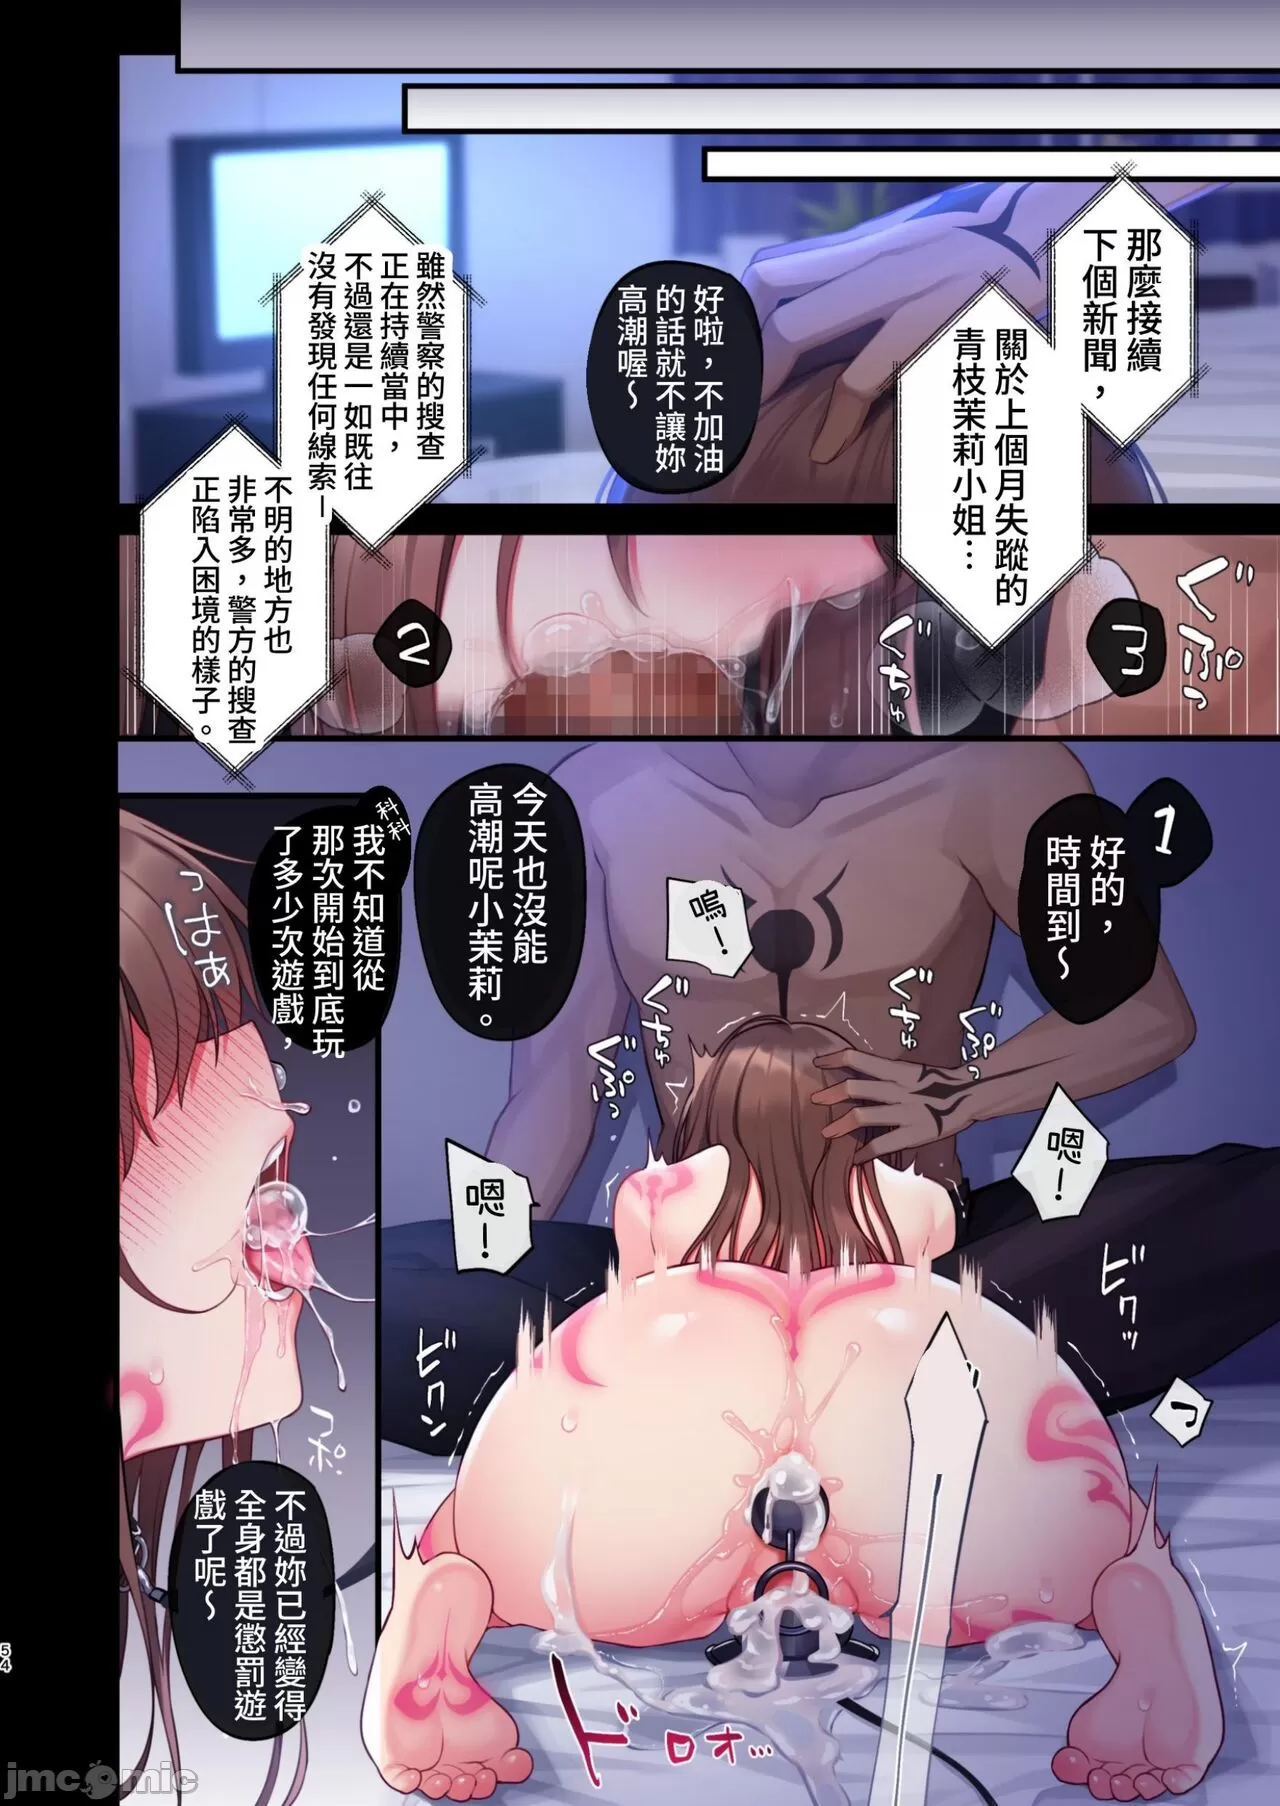 那麼接續
下個新聞，
關於上個月失蹤的
青枝茉莉小姐…
好啦，不加油
的話就不讓妳
高潮喔～
雖然警察的搜查
正在持續當中，
不過還是一如既往
沒有發現任何線索—
不明的地方也
非常多，警方的搜查
正陷入困境的樣子。
3
ぐぷっ
ぐちゅ
2
1
好的，
時間到～
嗚！
ぐちゅ
ぐぷっ
ぐちゅ
ぐぷっ
嗯！
嗯！
ビクッ
ビクン
っ
ドロォ…
今天也沒能
高潮呢小茉莉。
科科
我不知道從
那次開始到底玩
了多少次遊戲，
っはぁ
コポ。
不過妳已經變得
全身都是懲罰遊
戲了呢～
54
jmcomic